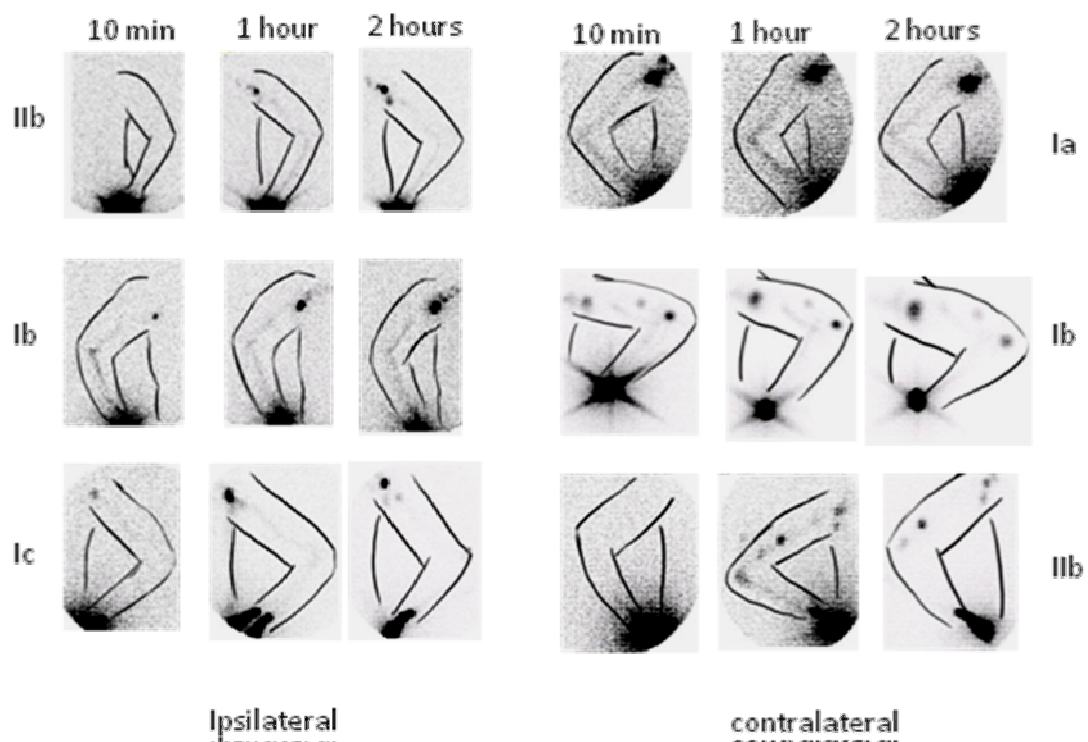 10 min 1 hour 2 hours 10 min 1 hour 2 hours
IIb Ia
Ib Ib
Ic IIb
Ipsilateral contralateral